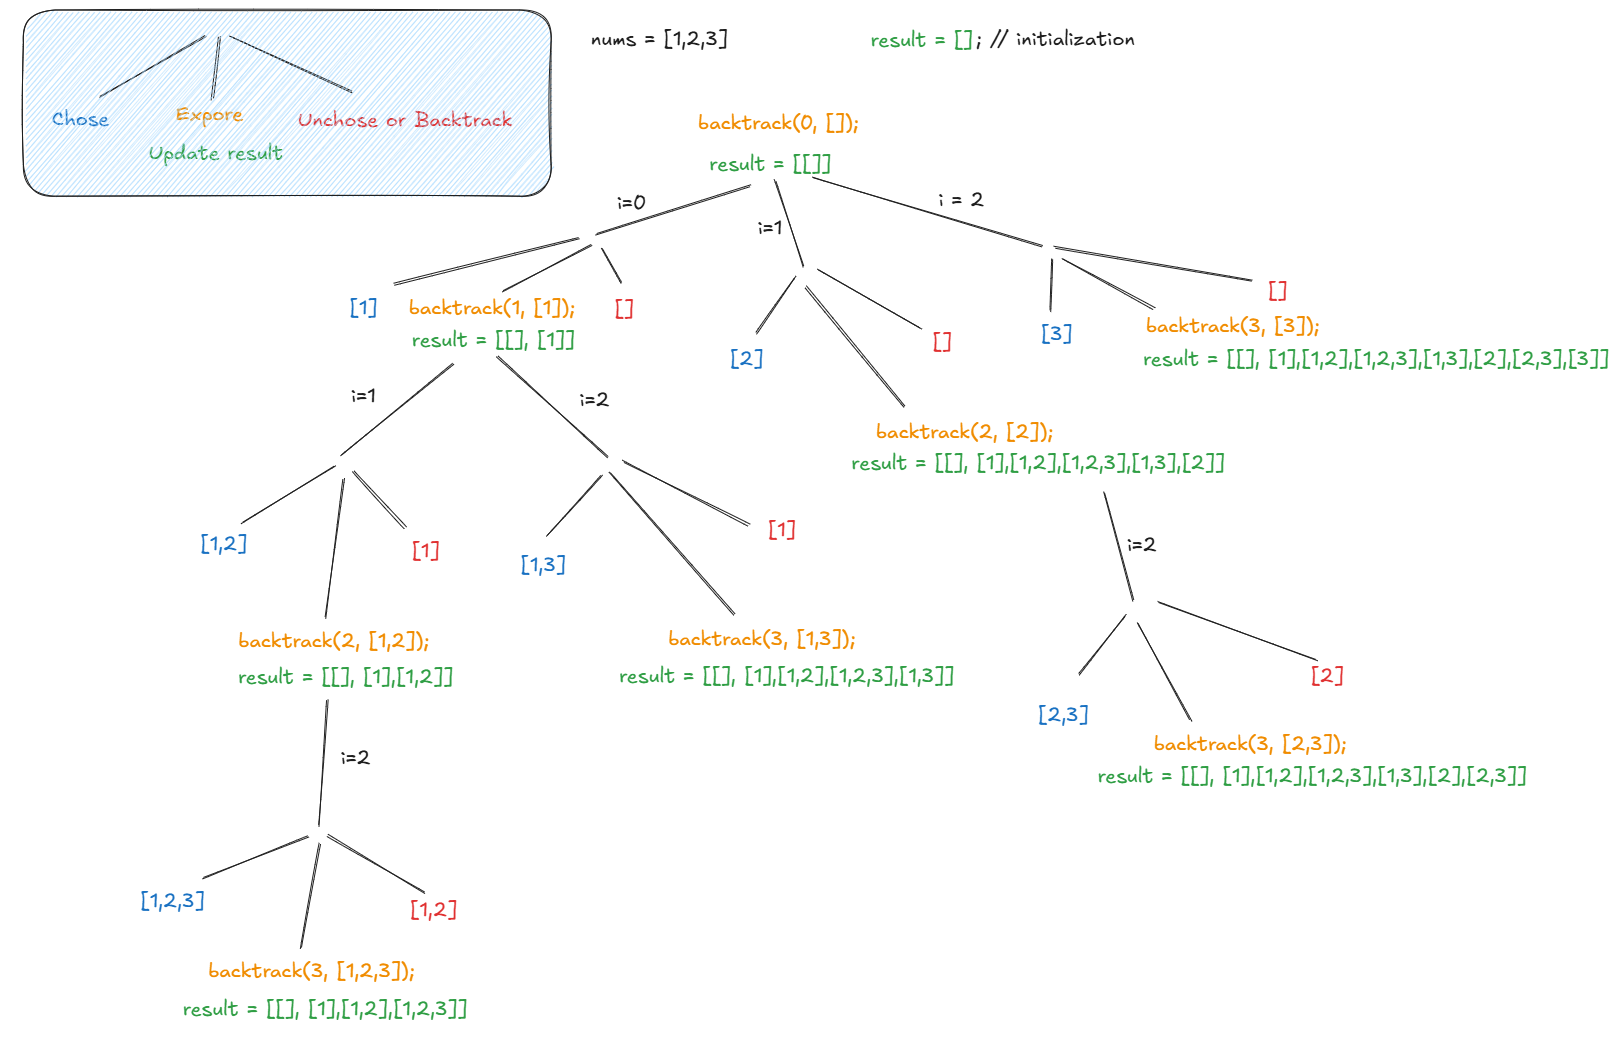 nums = [1,2,3]
result = []; // initialization
Chose
Expore
Unchose or Backtrack
Update result
backtrack(0, []);
result = [[]]
i=0
i=1
i = 2
[1]
backtrack(1, [1]);
result = [[], [1]]
[]
[2]
[]
[3]
backtrack(3, [3]);
result = [[], [1],[1,2],[1,2,3],[1,3],[2],[2,3],[3]]
[]
i=1
i=2
backtrack(2, [2]);
result = [[], [1],[1,2],[1,2,3],[1,3],[2]]
[1,2]
[1]
[1,3]
[1]
i=2
backtrack(2, [1,2]);
result = [[], [1],[1,2]]
backtrack(3, [1,3]);
result = [[], [1],[1,2],[1,2,3],[1,3]]
[2,3]
[2]
backtrack(3, [2,3]);
result = [[], [1],[1,2],[1,2,3],[1,3],[2],[2,3]]
i=2
[1,2,3]
[1,2]
backtrack(3, [1,2,3]);
result = [[], [1],[1,2],[1,2,3]]